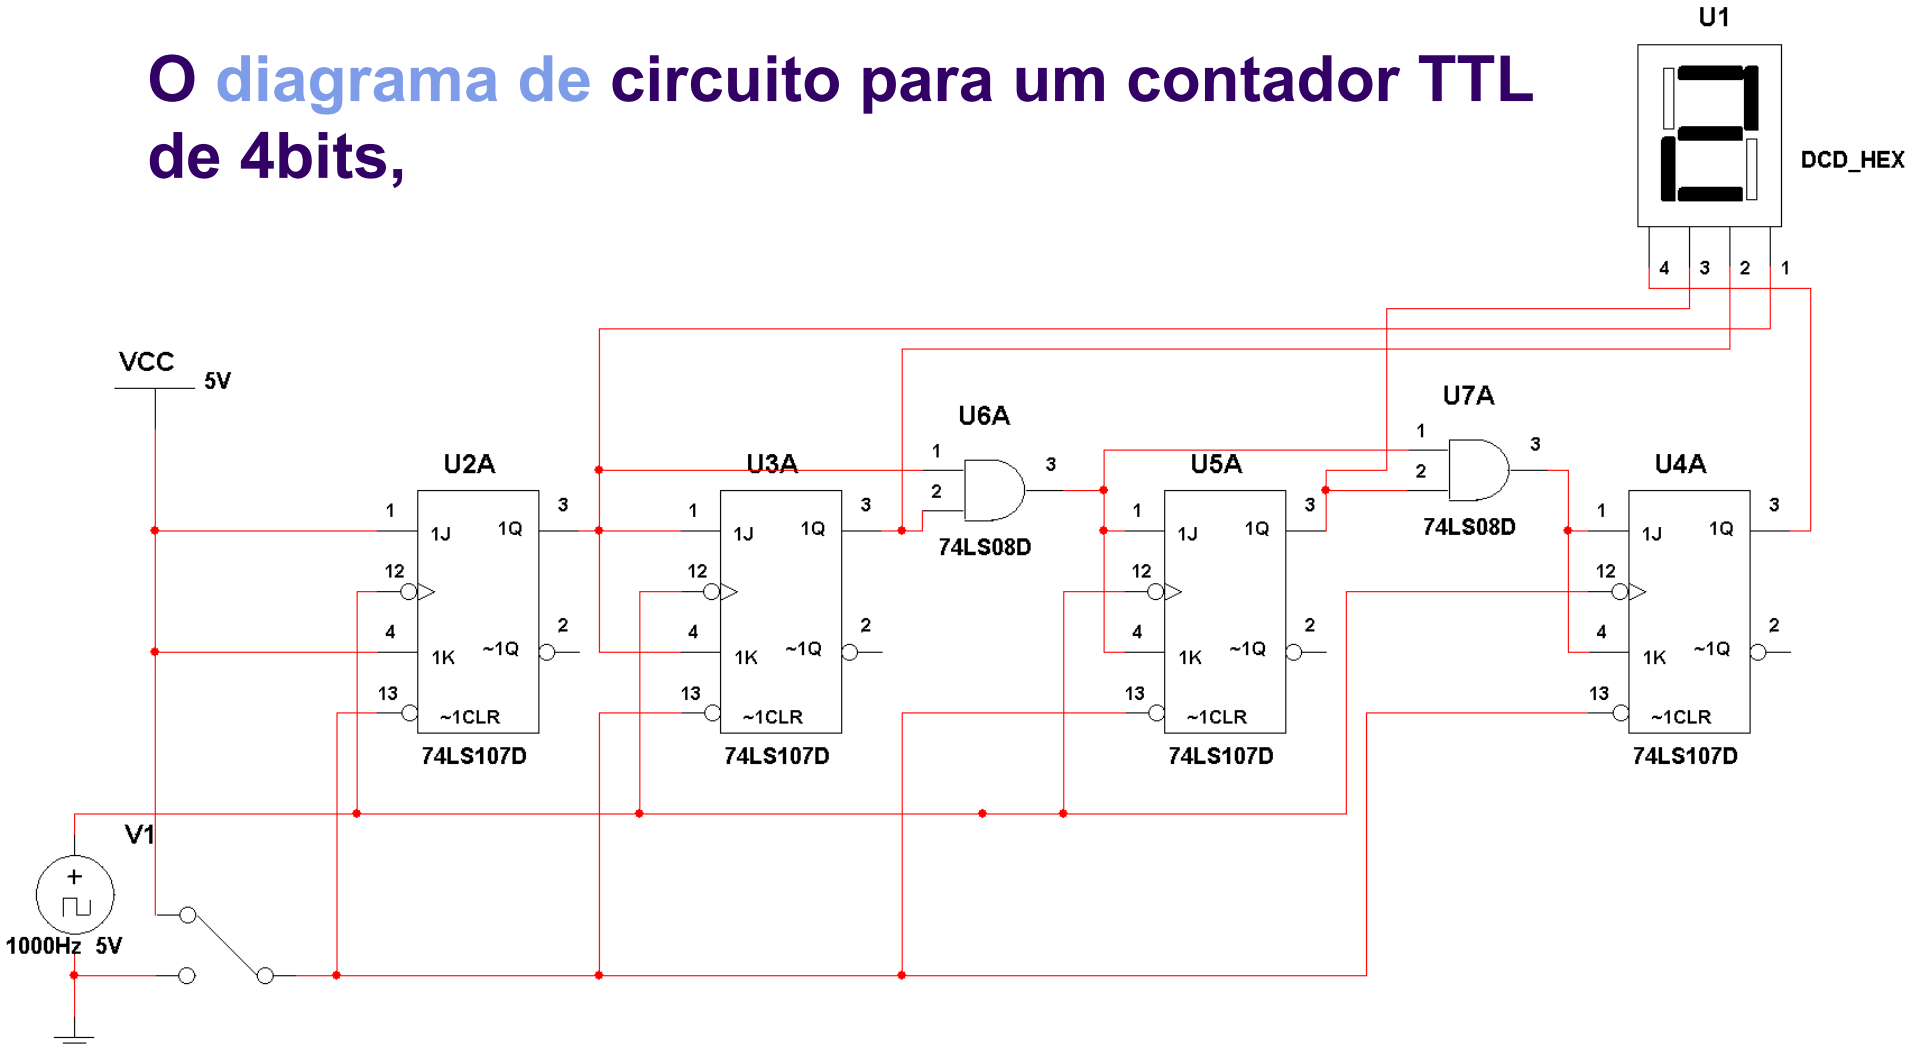 U1
O diagrama de circuito para um contador TTL
de 4bits,
DCD_HEX
4 3 2 1
VCC
5V
U7A
U6A
1 3
1 3
2
2
U2A U3A U5A U4A
1 1J 1Q 3
1 1J 1Q 3
74LS08D
1 1J 1Q 3
74LS08D
1 1J 1Q 3
12 12 12 12
4 1K ~1Q 2
4 1K ~1Q 2
4 1K ~1Q 2
4 1K ~1Q 2
13 ~1CLR
13 ~1CLR
13 ~1CLR
13 ~1CLR
74LS107D 74LS107D 74LS107D 74LS107D
V1
+
1000Hz 5V